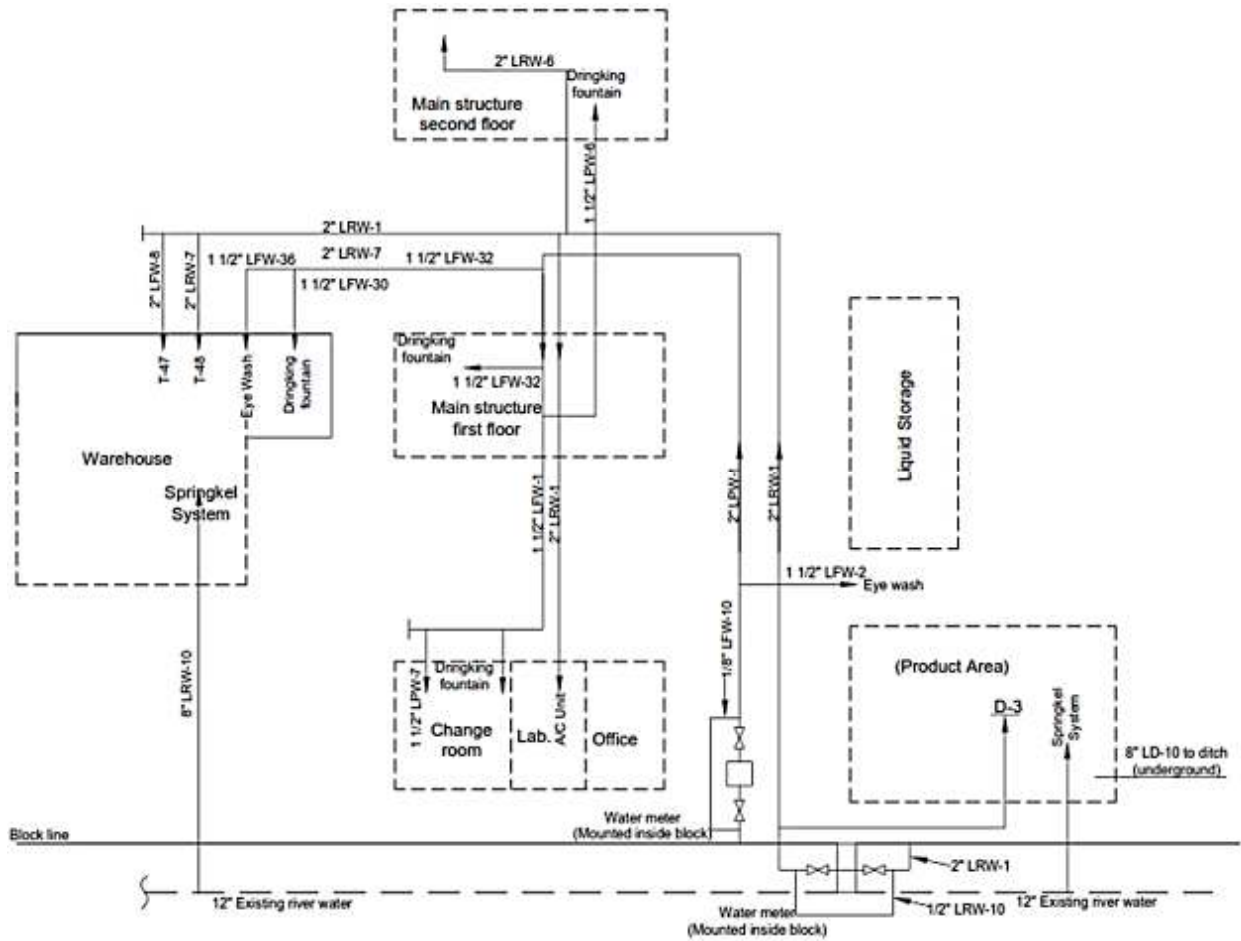 2" LRW-6
Dringking
fountain
Main structure
second floor
1 1/2" LPW-6
2" LRW-1
2" LFW-8
2" LRW-7
1 1/2" LFW-36
2" LRW-7
1 1/2" LFW-32
1 1/2" LFW-30
T-47
T-48
Eye Wash
Dringking
fountain
Warehouse
Springkel
System
8" LRW-10
Dringking
fountain
1 1/2" LFW-32
Main structure
first floor
1 1/2" LFW-1
2" LRW-1
2" LPW-1
2" LRW-1
Liquid Storage
1 1/2" LFW-2
Eye wash
1/8" LFW-10
1 1/2" LPW-7
Dringking
fountain
Change
room
Lab.
A/C Unit
Office
(Product Area)
D-3
Springkel
System
8" LD-10 to ditch
(underground)
Water meter
(Mounted inside block)
Block line
2" LRW-1
1/2" LRW-10
12" Existing river water
12" Existing river water
Water meter
(Mounted inside block)